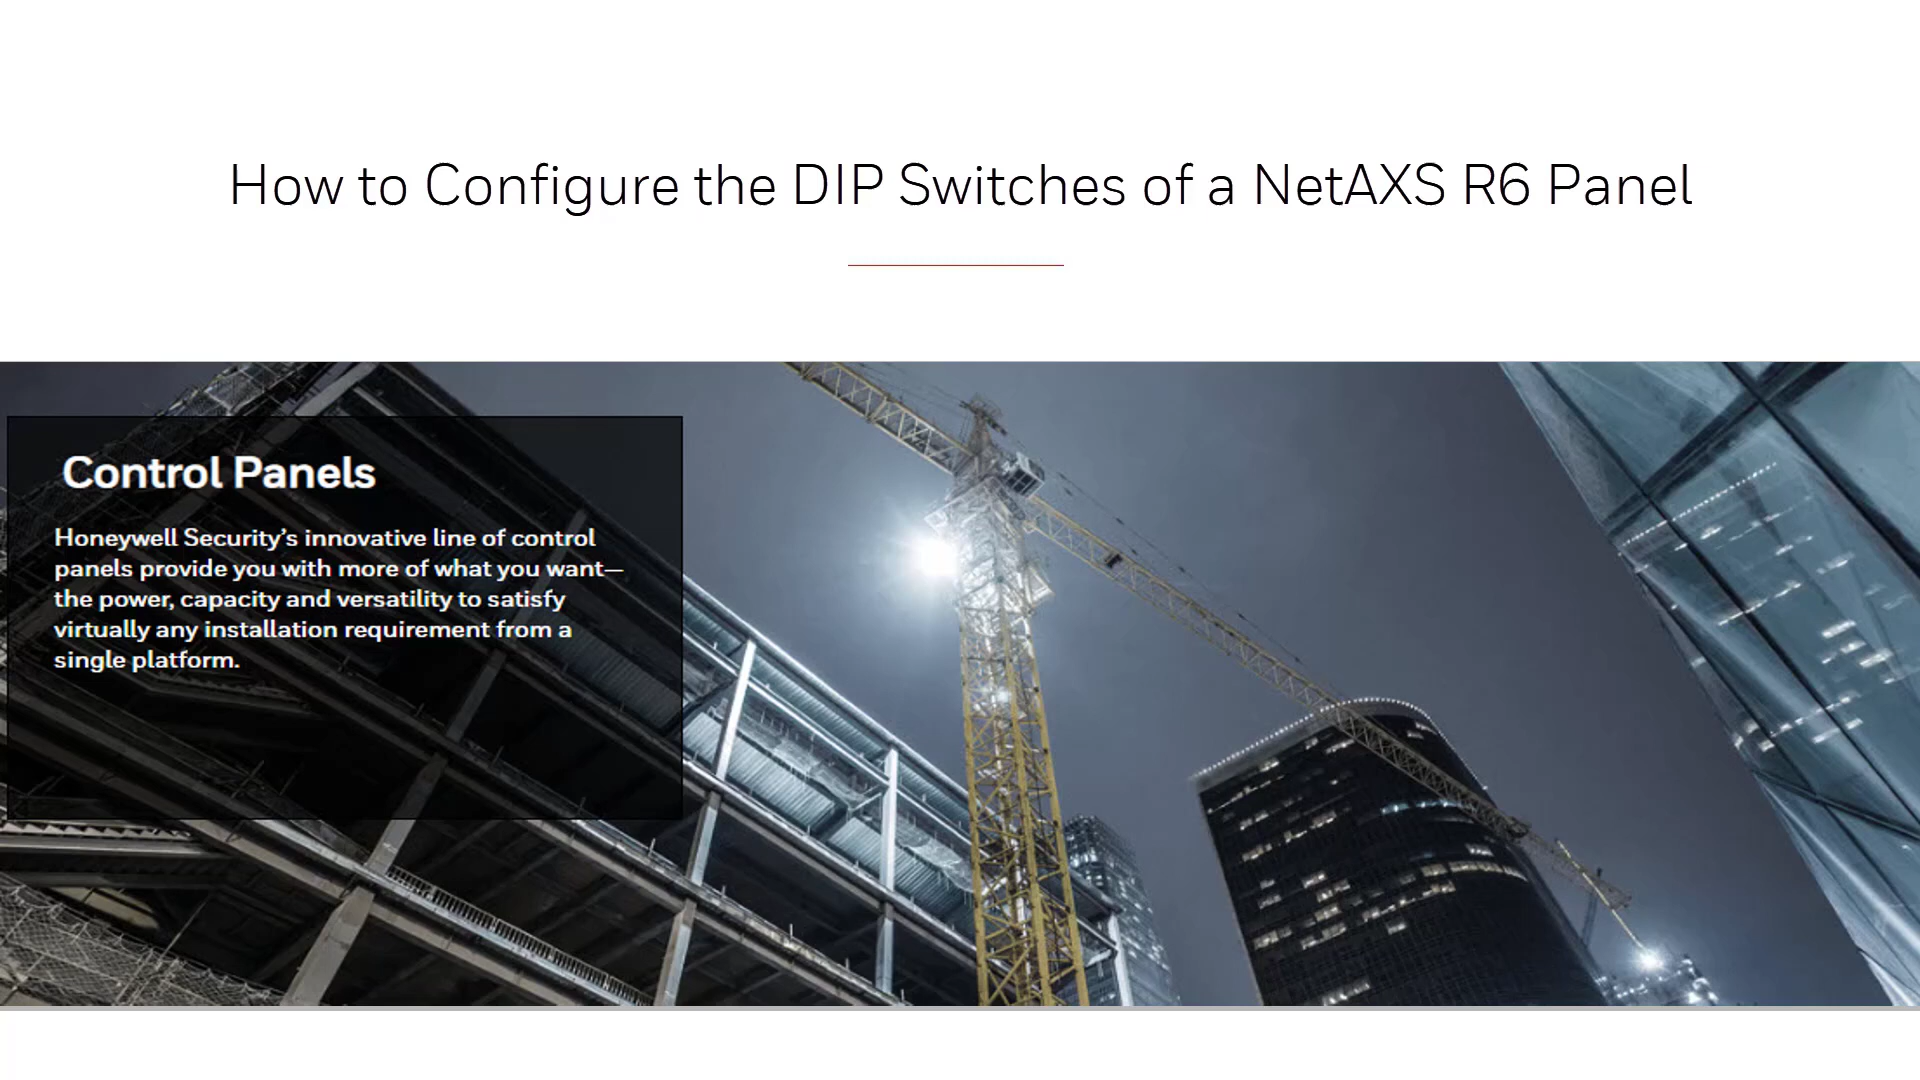 How to Configure the DIP Switches of a NetAXS R6 Panel
Control Panels
Honeywell Security’s innovative line of control
panels provide you with more of what you want—
the power, capacity and versatility to satisfy
virtually any installation requirement from a
single platform.